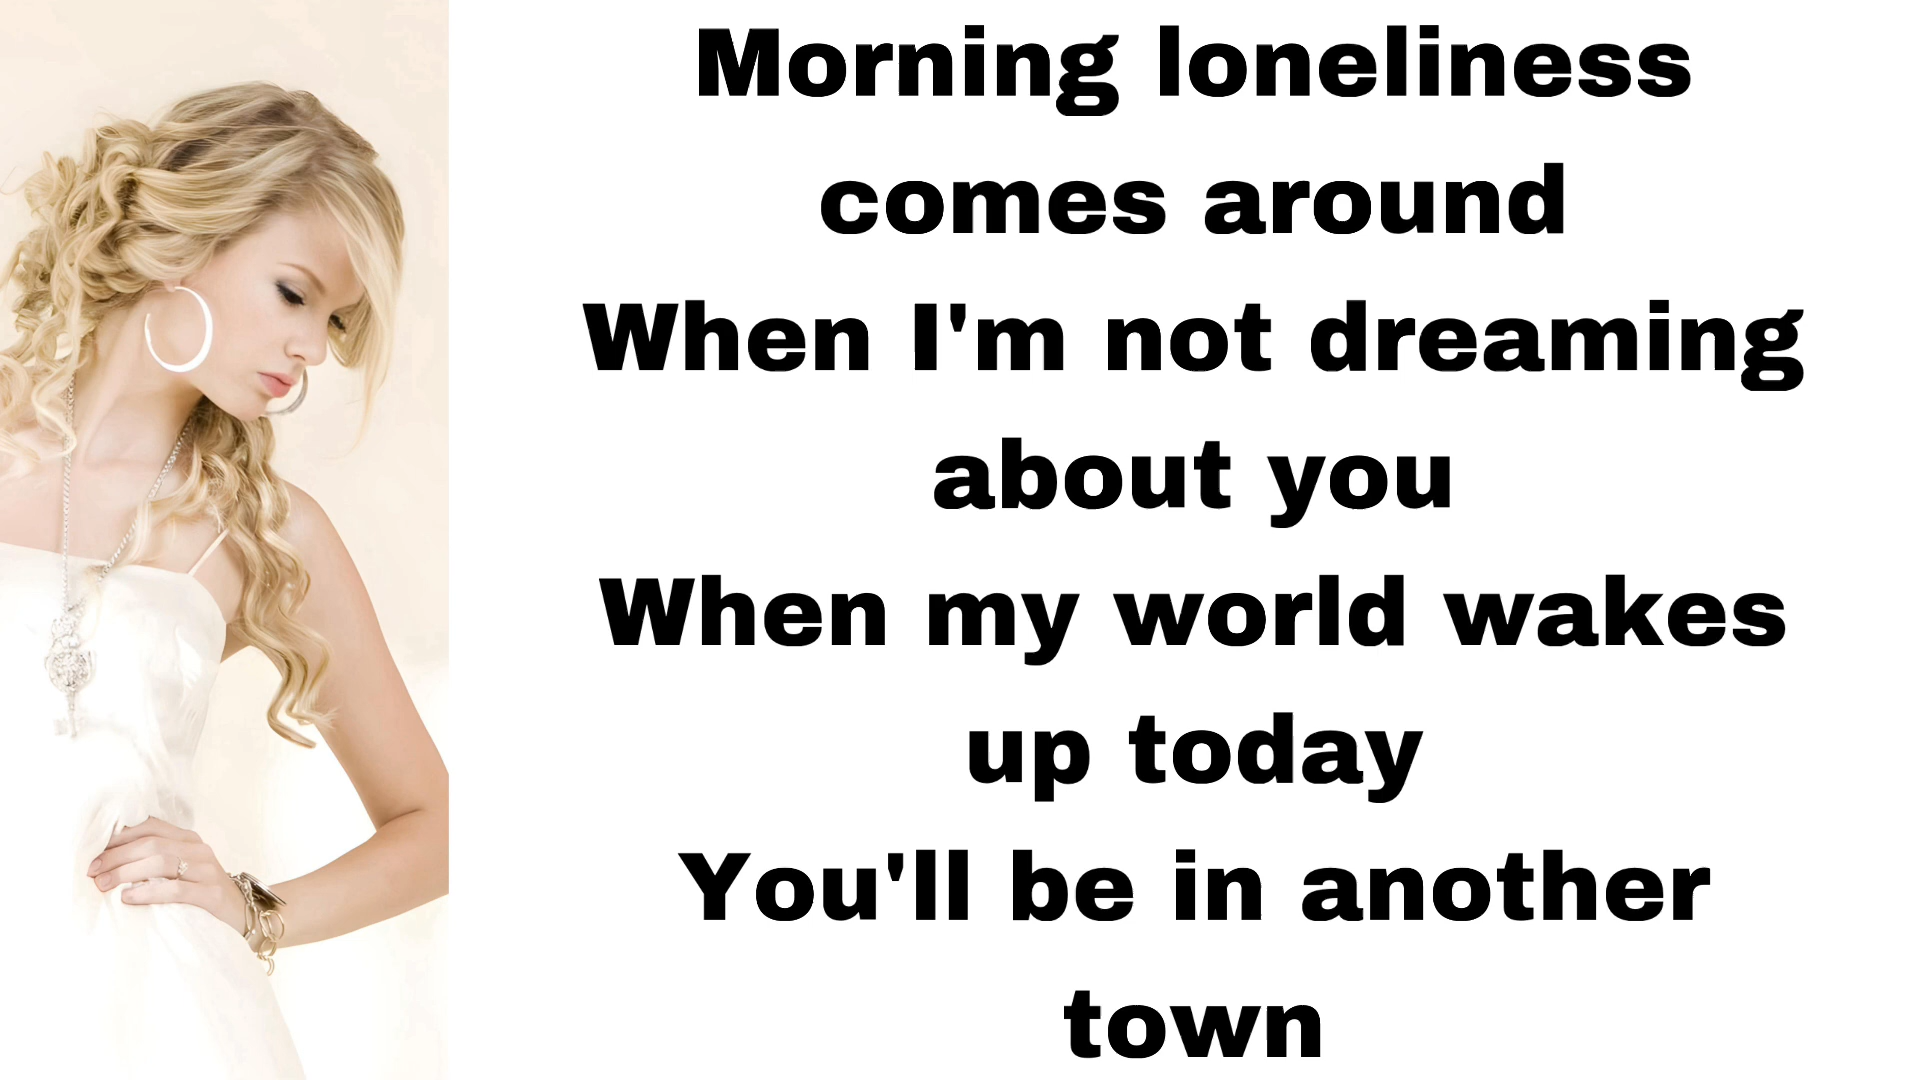 Morning loneliness
comes around
When I'm not dreaming
about you
When my world wakes
up today
You'll be in another
town